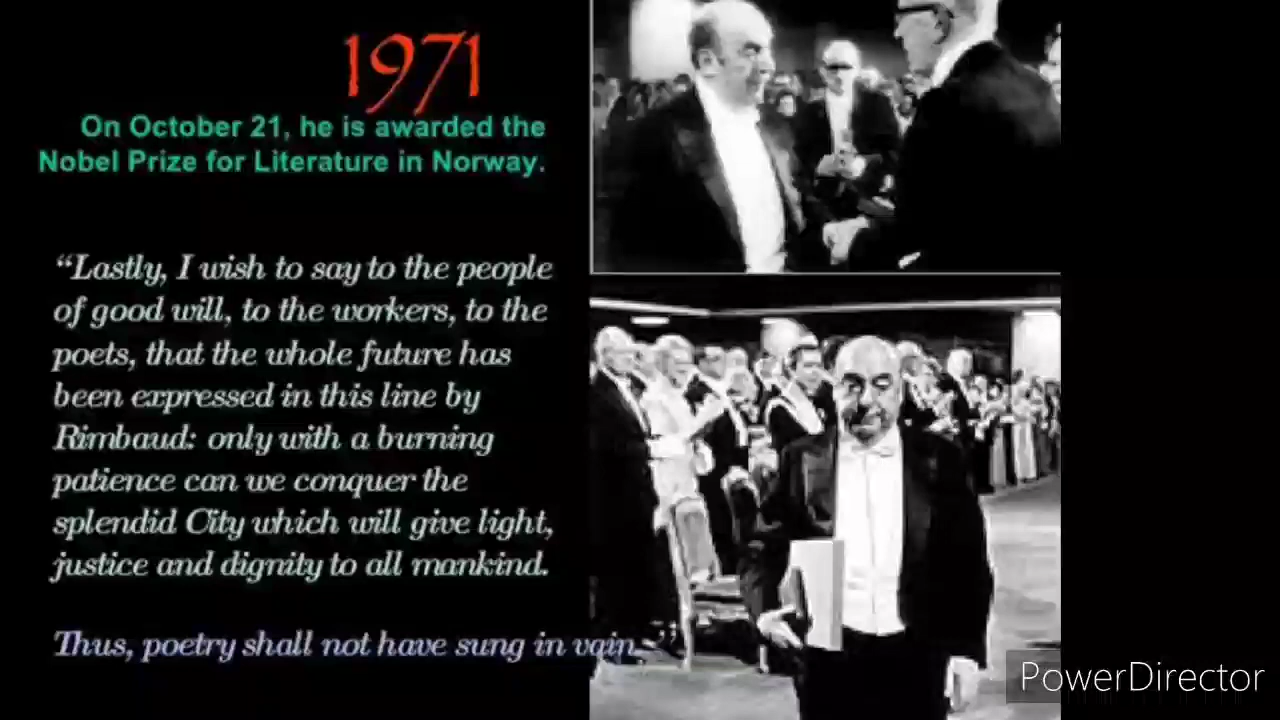 1971
On October 21, he is awarded the
Nobel Prize for Literature in Norway.
“Lastly, I wish to say to the people
of good will, to the workers, to the
poets, that the whole future has
been expressed in this line by
Rimbaud: only with a burning
patience can we conquer the
splendid City which will give light,
justice and dignity to all mankind.
Thus, poetry shall not have sung in vain.”
PowerDirector